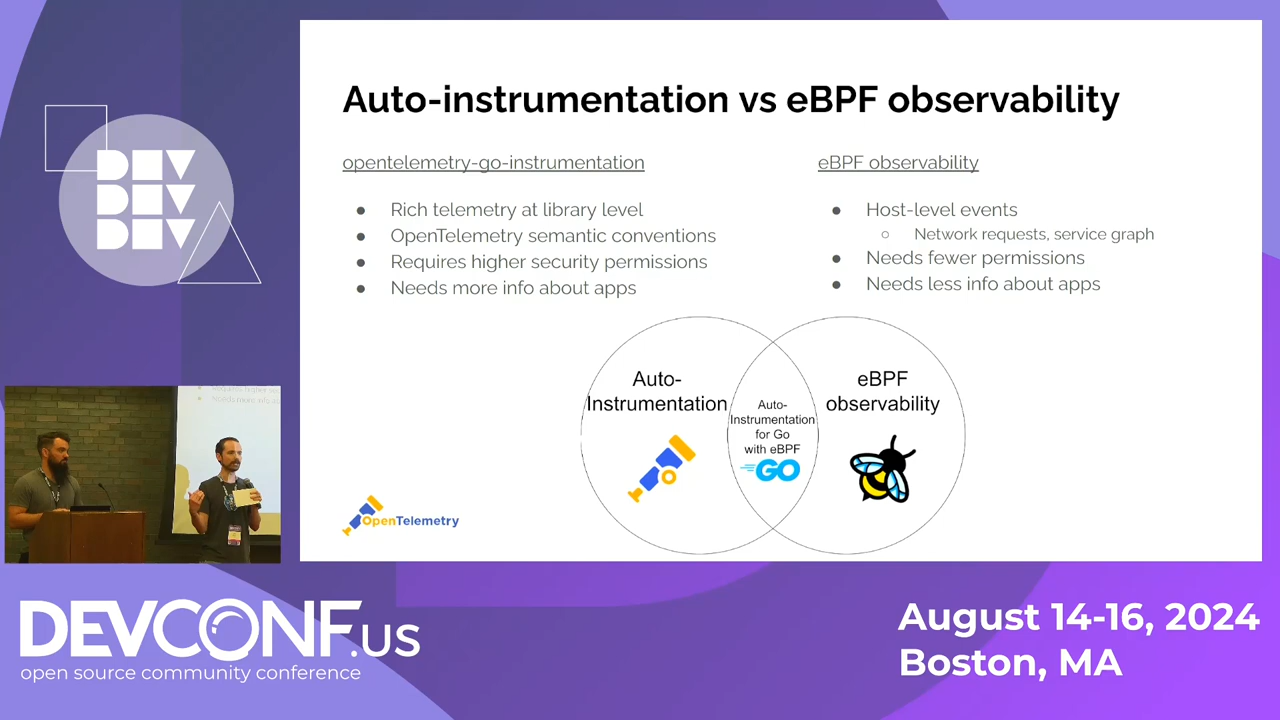 DEV
DEV
DEV
Auto-instrumentation vs eBPF observability
opentelemetry-go-instrumentation
● Rich telemetry at library level
● OpenTelemetry semantic conventions
● Requires higher security permissions
● Needs more info about apps
eBPF observability
● Host-level events
○ Network requests, service graph
● Needs fewer permissions
● Needs less info about apps
Auto-
Instrumentation
Auto-
Instrumentation
for Go
with eBPF
GO
eBPF
observability
OpenTelemetry
Needs more info a
DEVCONF.US
open source community conference
August 14-16, 2024
Boston, MA